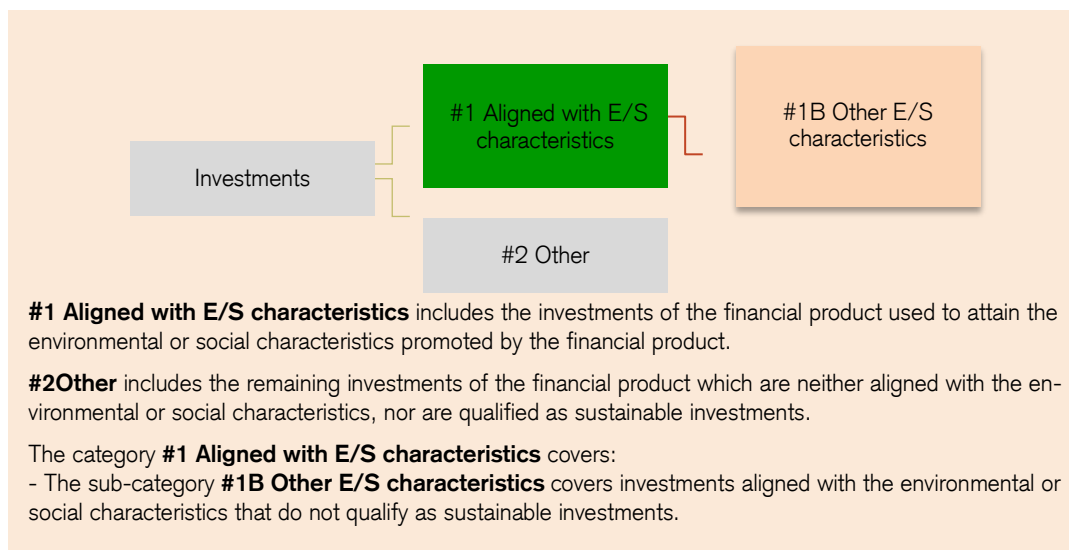 #1 Aligned with E/S
characteristics
#1B Other E/S
characteristics
Investments
#2 Other
#1 Aligned with E/S characteristics includes the investments of the financial product used to attain the
environmental or social characteristics promoted by the financial product.
#2Other includes the remaining investments of the financial product which are neither aligned with the en-
vironmental or social characteristics, nor are qualified as sustainable investments.
The category #1 Aligned with E/S characteristics covers:
- The sub-category #1B Other E/S characteristics covers investments aligned with the environmental or
social characteristics that do not qualify as sustainable investments.